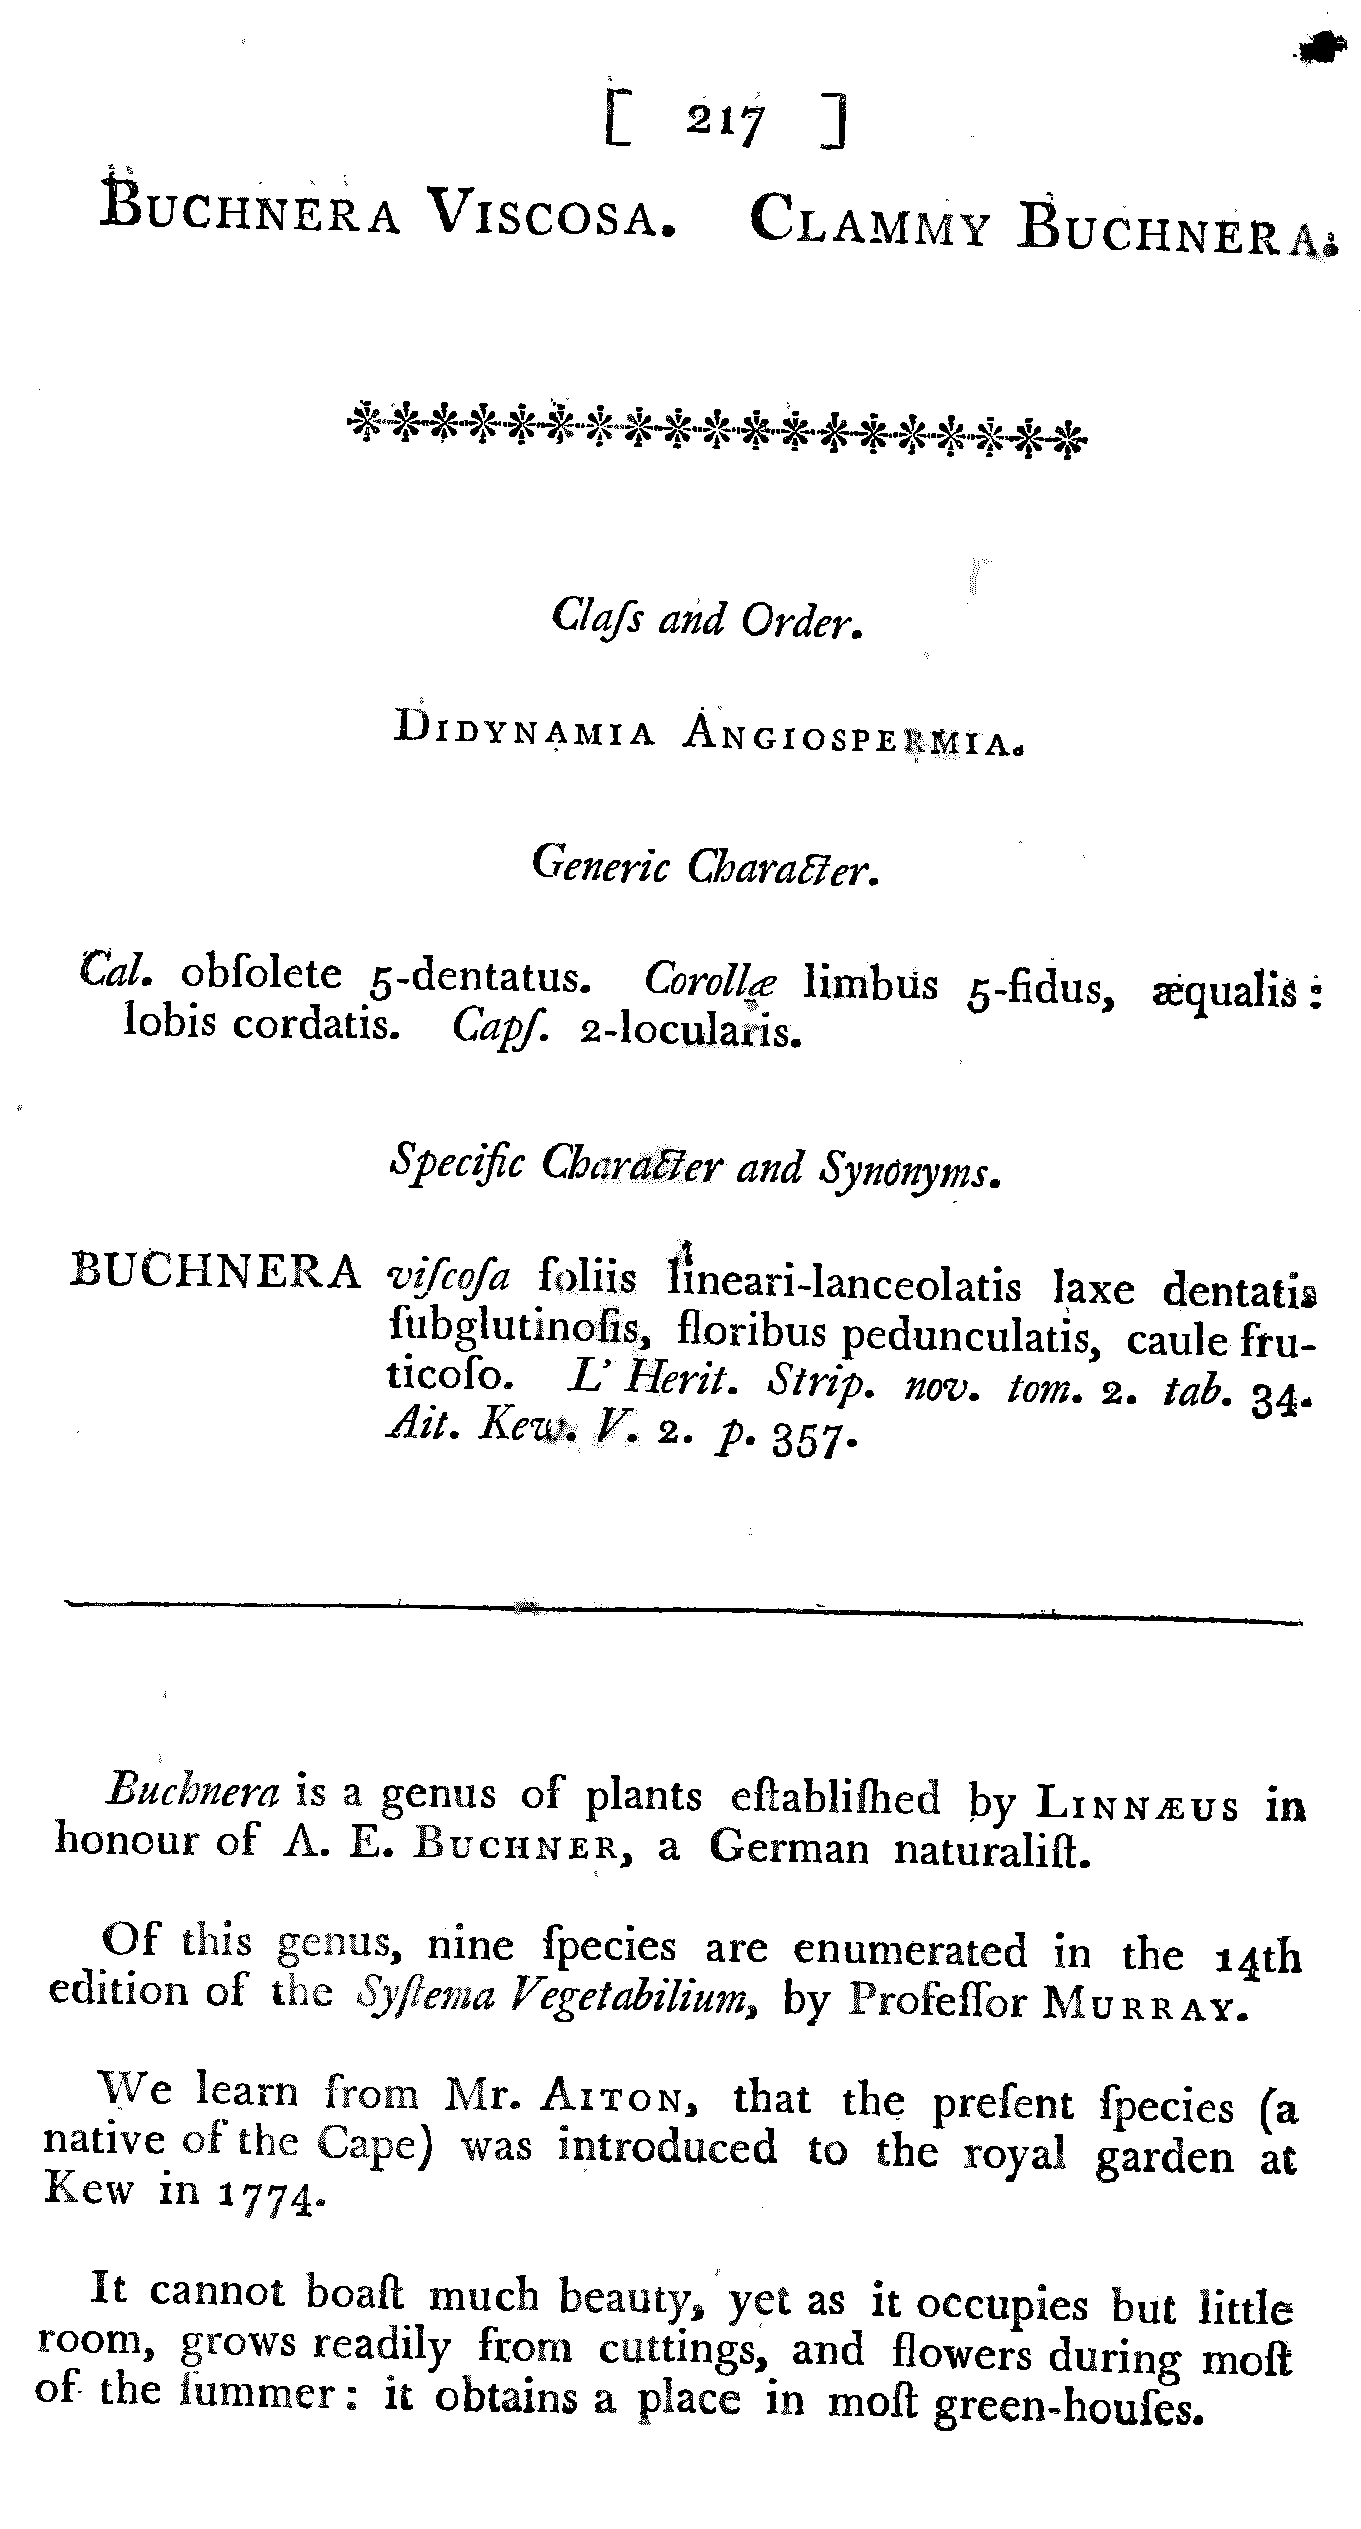 [ 217 ]
BUCHNERA VISCOSA. CLAMMY BUCHNERA.
Claſs and Order.
DIDYNAMIA ANGIOSPERMIA.
Generic Character.
Cal. obſolete 5-dentatus. Corollæ limbus 5-fidus, æqualis:
lobis cordatis. Capſ. 2-locularis.
Specific Character and Synonyms.
BUCHNERA viſcoſa foliis lineari-lanceolatis laxe dentatis
ſubglutinoſis, floribus pedunculatis, caule fru-
ticoſo. L' Herit. Strip. nov. tom. 2. tab. 34.
Ait. Kew. V. 2. p. 357.
Buchnera is a genus of plants eſtabliſhed by LINNÆUS in
honour of A. E. BUCHNER, a German naturaliſt.
Of this genus, nine ſpecies are enumerated in the 14th
edition of the Syſtema Vegetabilium, by Profeſſor MURRAY.
We learn from Mr. AITON, that the preſent ſpecies (a
native of the Cape) was introduced to the royal garden at
Kew in 1774.
It cannot boaſt much beauty, yet as it occupies but little
room, grows readily from cuttings, and flowers during moſt
of the ſummer: it obtains a place in moſt green-houſes.